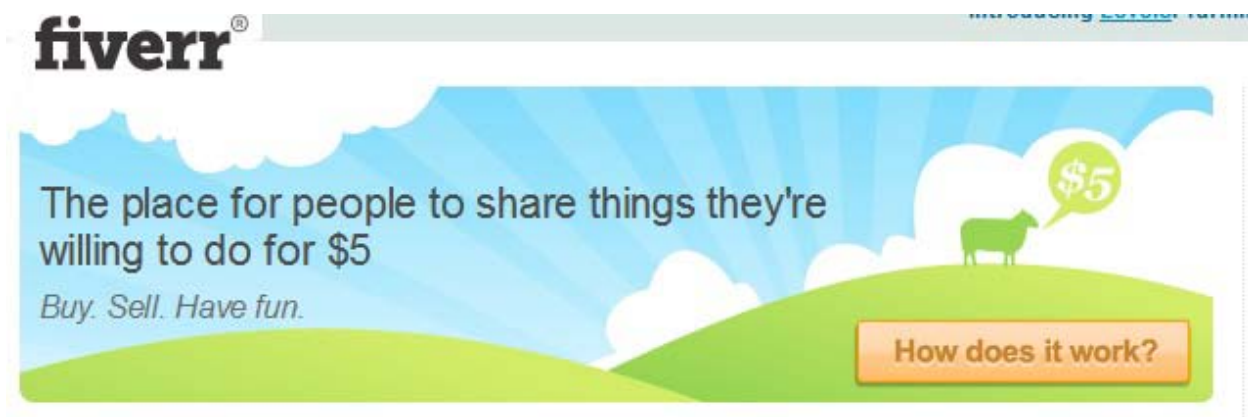 fiverr®
The place for people to share things they're
willing to do for $5
Buy. Sell. Have fun.
$5
How does it work?